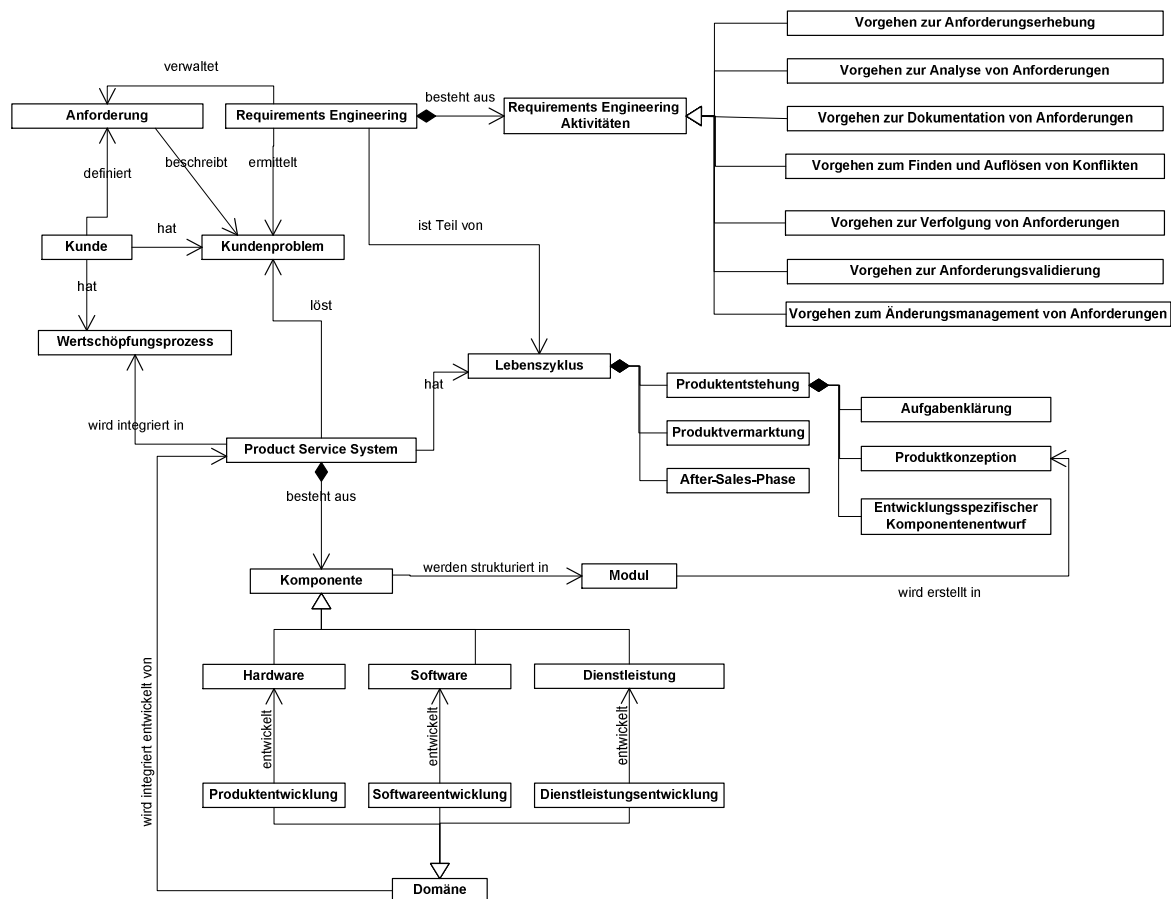 Vorgehen zur Anforderungserhebung
verwaltet
Vorgehen zur Analyse von Anforderungen
besteht aus
Anforderung
Requirements Engineering
Requirements Engineering
Aktivitäten
Vorgehen zur Dokumentation von Anforderungen
beschreibt
ermittelt
definiert
Vorgehen zum Finden und Auflösen von Konflikten
hat
ist Teil von
Vorgehen zur Verfolgung von Anforderungen
Kunde
Kundenproblem
Vorgehen zur Anforderungsvalidierung
hat
löst
Vorgehen zum Änderungsmanagement von Anforderungen
Wertschöpfungsprozess
Lebenszyklus
hat
Produktentstehung
Aufgabenklärung
wird integriert in
Produktvermarktung
Product Service System
Produktkonzeption
After-Sales-Phase
besteht aus
Entwicklungsspezifischer
Komponentenentwurf
werden strukturiert in
Komponente
Modul
wird erstellt in
Hardware
Software
Dienstleistung
wird integriert entwickelt von
entwickelt
entwickelt
entwickelt
Produktentwicklung
Softwareentwicklung
Dienstleistungsentwicklung
Domäne